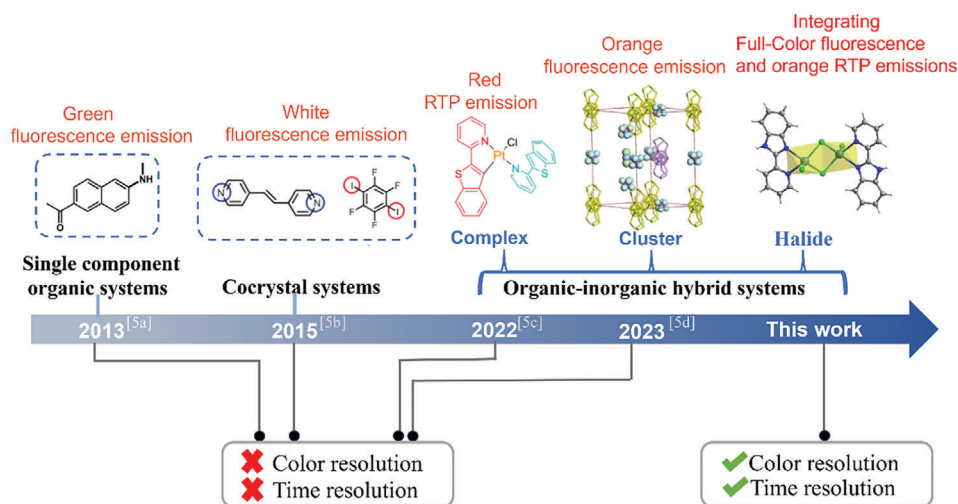 Green
fluorescence emission
White
fluorescence emission
Red
RTP emission
Orange
fluorescence emission
Integrating
Full-Color fluorescence
and orange RTP emissions
NH
O
N
N
F
F
I
I
F
F
N
Cl
Pt
S
N
S
Complex
Cluster
Halide
Single component
organic systems
Cocrystal systems
Organic-inorganic hybrid systems
2013[5a]
2015[5b]
2022[5c]
2023[5d]
This work
Color resolution
Time resolution
Color resolution
Time resolution